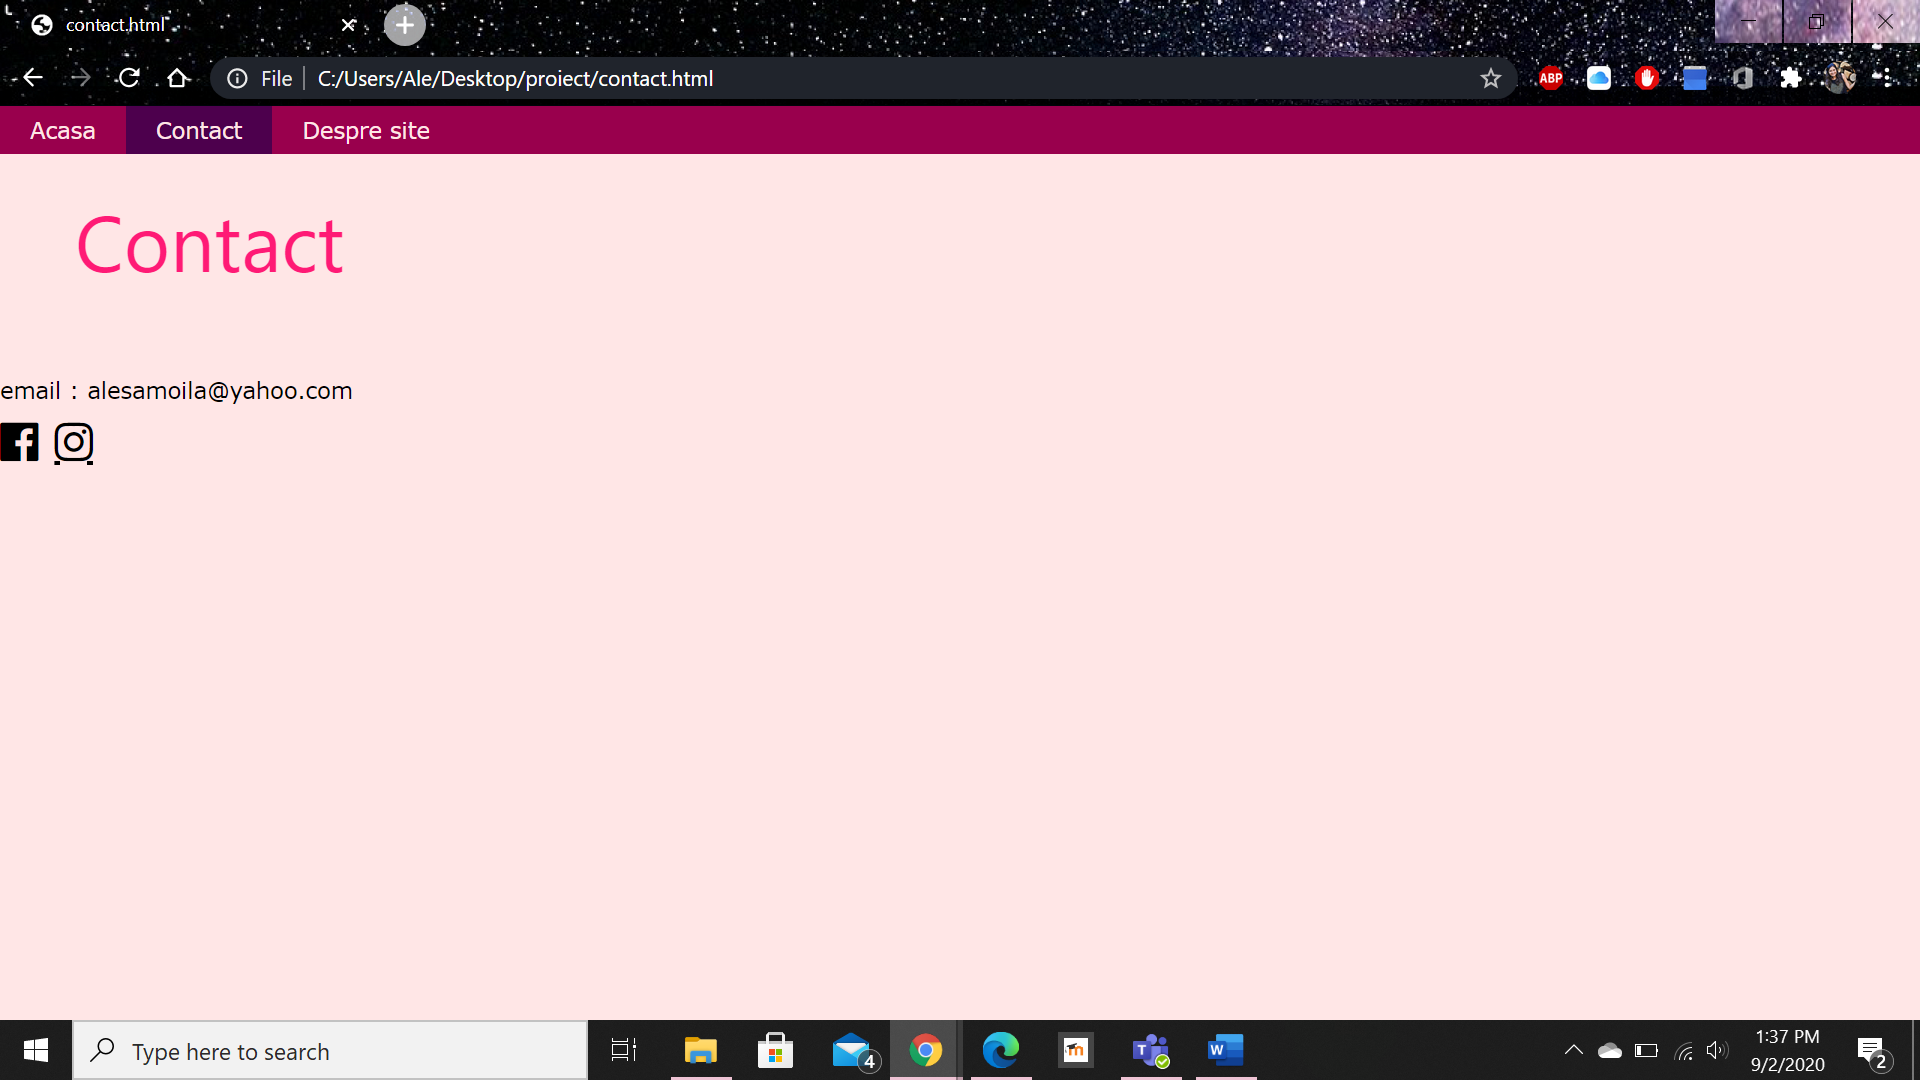 contact.html
File
C:/Users/Ale/Desktop/proiect/contact.html
ABP
Acasa
Contact
Despre site
Contact
email : alesamoila@yahoo.com
Type here to search
4
m
T
W
1:37 PM
9/2/2020
2